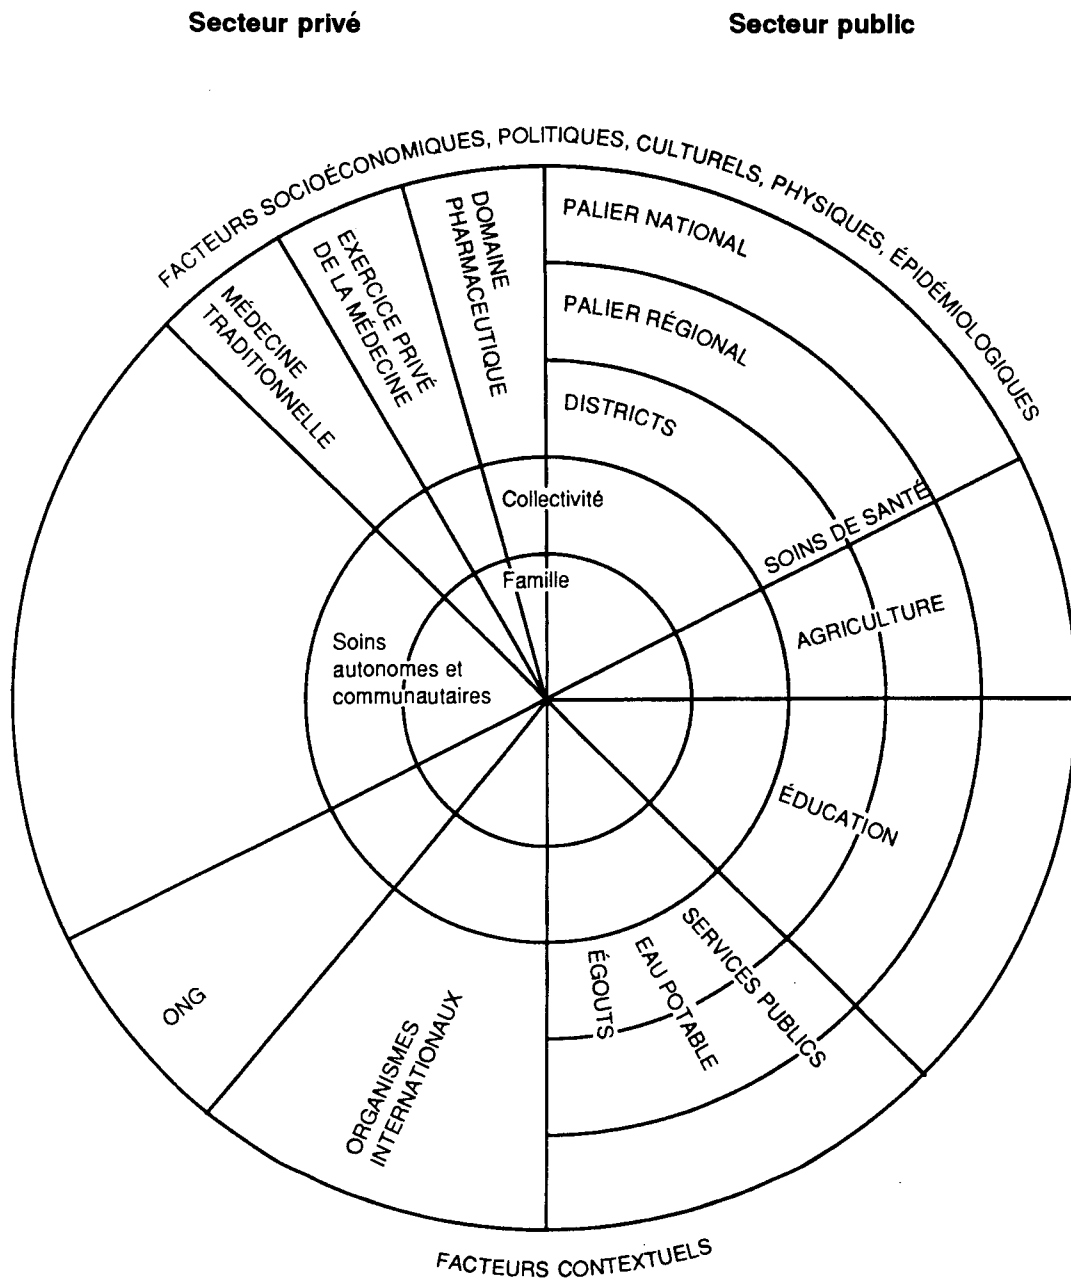 Secteur privé
Secteur public
FACTEURS SOCIOÉCONOMIQUES, POLITIQUES, CULTURELS, PHYSIQUES, ÉPIDÉMIOLOGIQUES
MÉDECINE
TRADITIONNELLE
EXERCICE PRIVÉ
DE LA MÉDECINE
DOMAINE
PHARMACEUTIQUE
PALIER NATIONAL
PALIER RÉGIONAL
DISTRICTS
Collectivité
Famille
SOINS DE SANTÉ
AGRICULTURE
Soins
autonomes et
communautaires
ÉDUCATION
SERVICES PUBLICS
EAU POTABLE
ÉGOUTS
ONG
ORGANISMES
INTERNATIONAUX
FACTEURS CONTEXTUELS